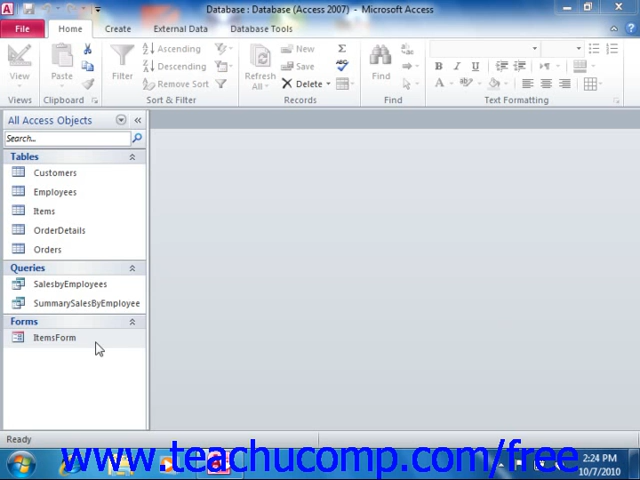 Database : Database (Access 2007) - Microsoft Access
File Home Create External Data Database Tools
View Paste Filter Ascending Descending Remove Sort Refresh All New Save Delete Find B I U A
Views Clipboard Sort & Filter Records Find Text Formatting
All Access Objects
Search...
Tables
Customers
Employees
Items
OrderDetails
Orders
Queries
SalesbyEmployees
SummarySalesByEmployee
Forms
ItemsForm
Ready
www.teachucomp.com/free
2:24 PM
10/7/2010